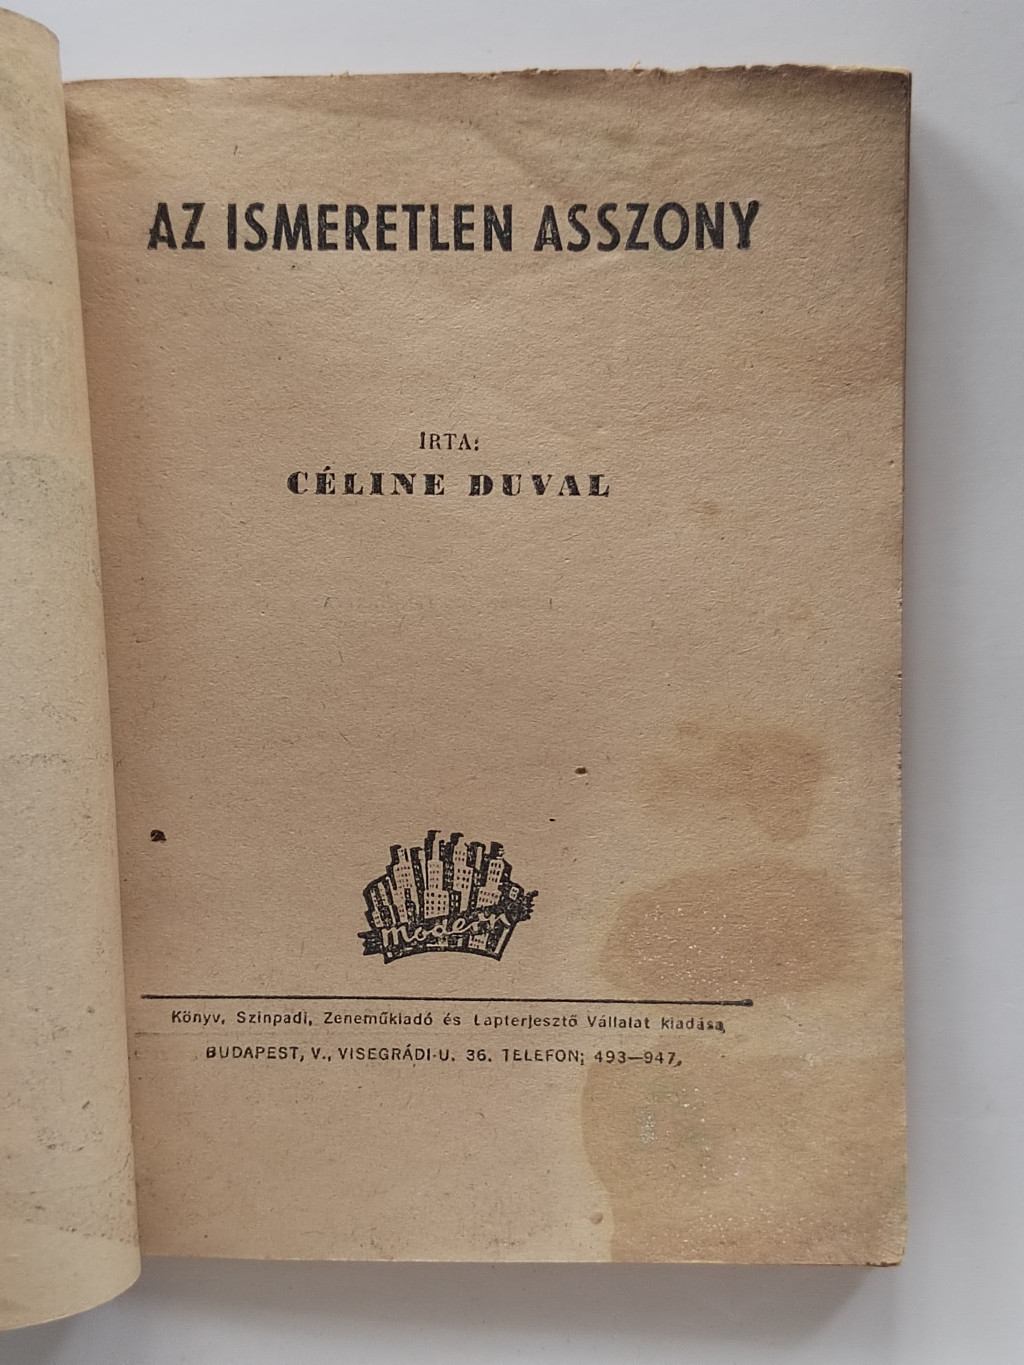 AZ ISMERETLEN ASSZONY
IRTA:
CÉLINE DUVAL
Modern
Könyv, Szinpadi, Zeneműkiadó és Lapterjesztő Vállalat kiadása,
BUDAPEST, V., VISEGRÁDI-U. 36. TELEFON: 493—947,